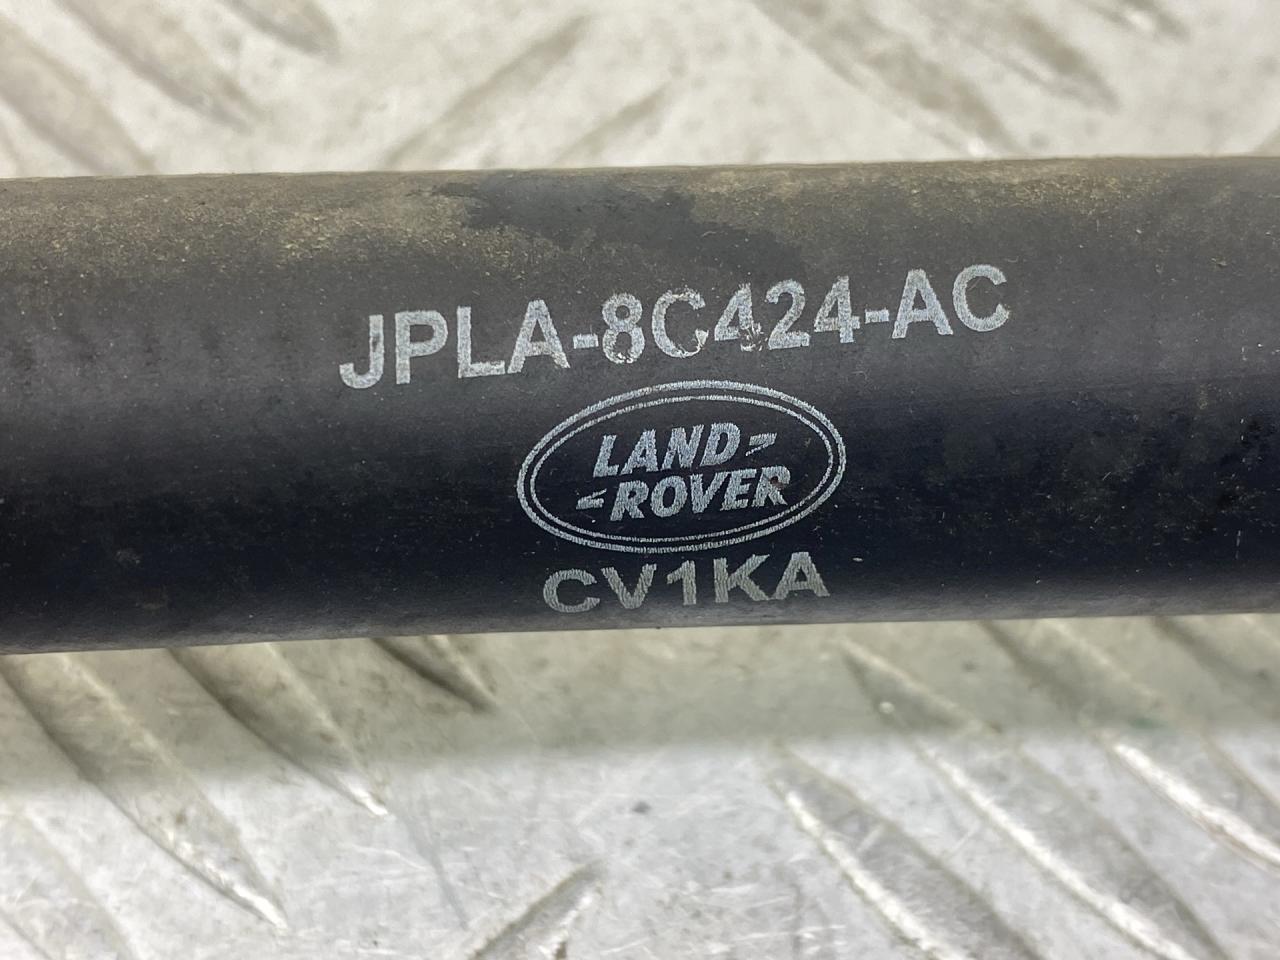 JPLA-8C424-AC
LAND
ROVER
CV1KA